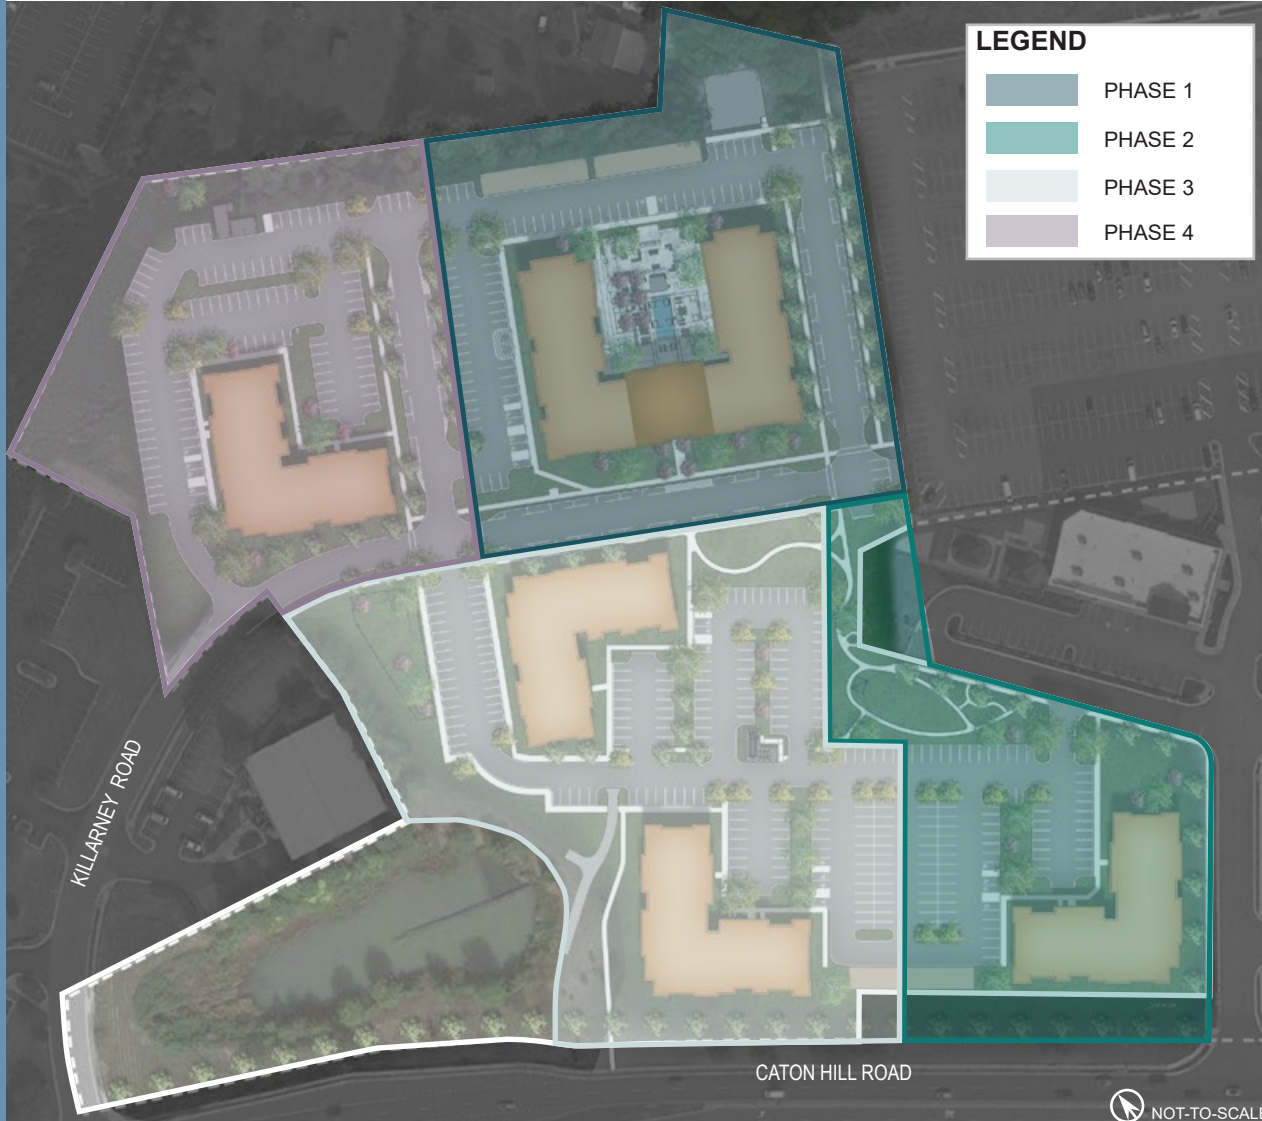 LEGEND
PHASE 1
PHASE 2
PHASE 3
PHASE 4
KILLARNEY ROAD
CATON HILL ROAD
NOT-TO-SCALE